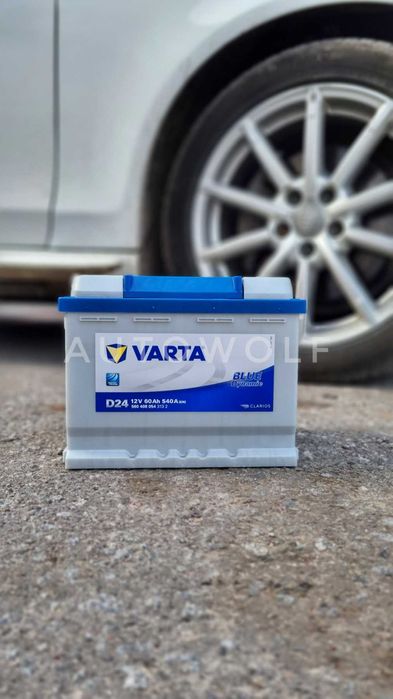 AUTOWOLF
VARTA
BLUE
dynamic
D24 12V 60Ah 540A (EN)
560 408 054 313 2
CLARIOS